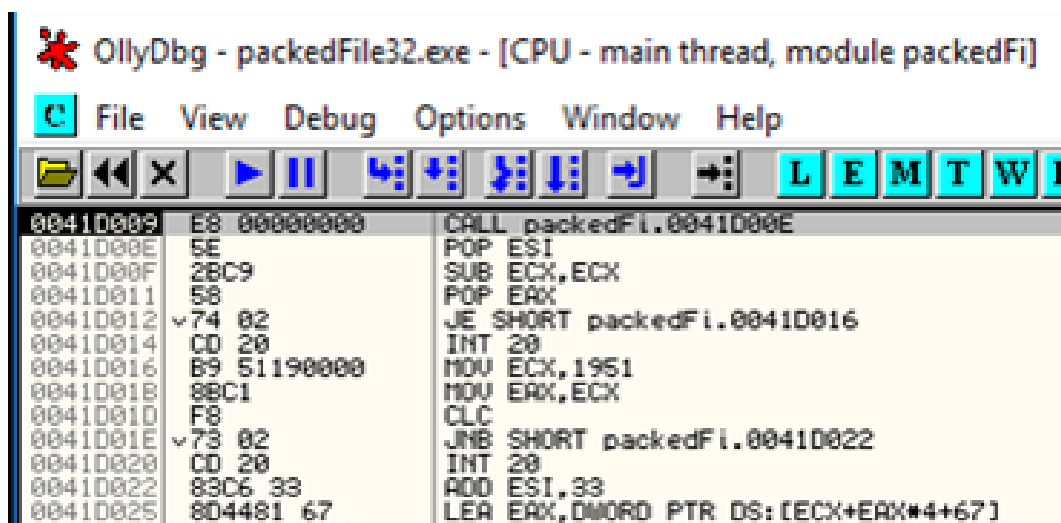 OllyDbg - packedFile32.exe - [CPU - main thread, module packedFi]
C File View Debug Options Window Help
L E M T W
0041D009 E8 00000000 CALL packedFi.0041D00E
0041D00E 5E POP ESI
0041D00F 2BC9 SUB ECX,ECX
0041D011 58 POP EAX
0041D012 74 02 JE SHORT packedFi.0041D016
0041D014 CD 20 INT 20
0041D016 B9 51190000 MOV ECX,1951
0041D01B 8BC1 MOV EAX,ECX
0041D01D F8 CLC
0041D01E 73 02 JNB SHORT packedFi.0041D022
0041D020 CD 20 INT 20
0041D022 83C6 33 ADD ESI,33
0041D025 8D4481 67 LEA EAX,DWORD PTR DS:[ECX+EAX*4+67]